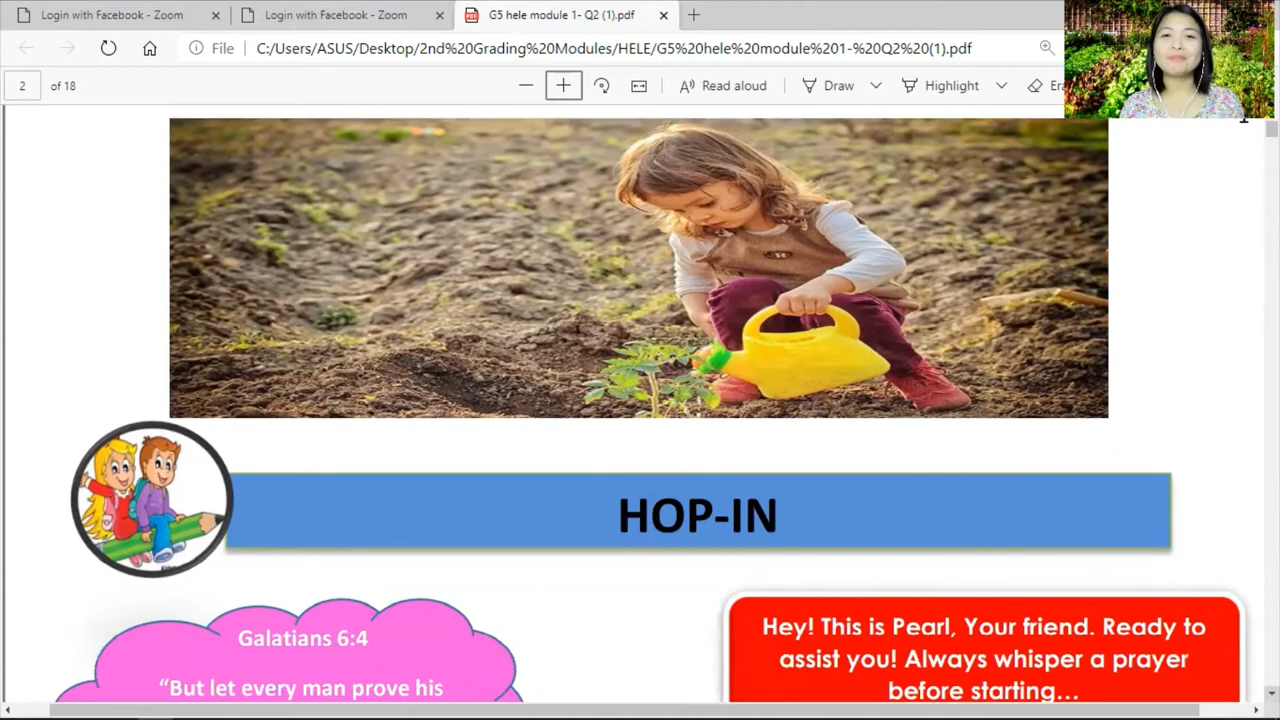 Login with Facebook - Zoom
Login with Facebook - Zoom
G5 hele module 1- Q2 (1).pdf
File
C:/Users/ASUS/Desktop/2nd%20Grading%20Modules/HELE/G5%20hele%20module%201-%20Q2%20(1).pdf
2 of 18
Read aloud
Draw
Highlight
HOP-IN
Galatians 6:4
“But let every man prove his
Hey! This is Pearl, Your friend. Ready to
assist you! Always whisper a prayer
before starting...